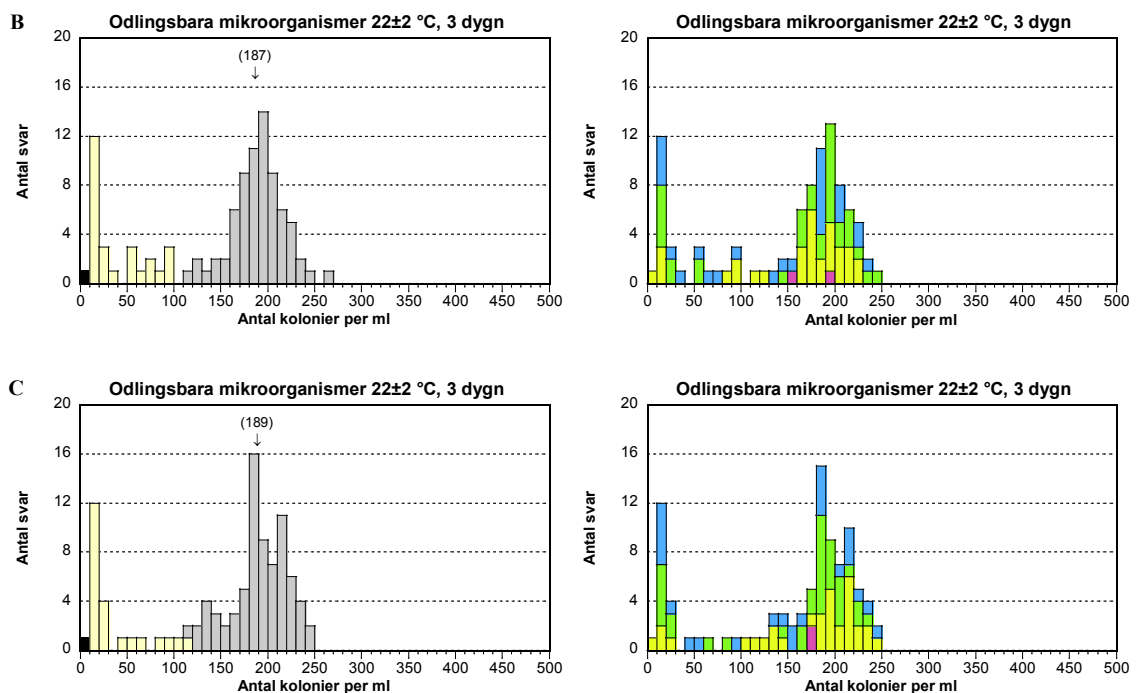 B
Odlingsbara mikroorganismer 22±2 °C, 3 dygn
20
16
12
8
4
0
Antal svar
(187)
↓
0 50 100 150 200 250 300 350 400 450 500
Antal kolonier per ml
Odlingsbara mikroorganismer 22±2 °C, 3 dygn
20
16
12
8
4
0
Antal svar
0 50 100 150 200 250 300 350 400 450 500
Antal kolonier per ml
C
Odlingsbara mikroorganismer 22±2 °C, 3 dygn
20
16
12
8
4
0
Antal svar
(189)
↓
0 50 100 150 200 250 300 350 400 450 500
Antal kolonier per ml
Odlingsbara mikroorganismer 22±2 °C, 3 dygn
20
16
12
8
4
0
Antal svar
0 50 100 150 200 250 300 350 400 450 500
Antal kolonier per ml